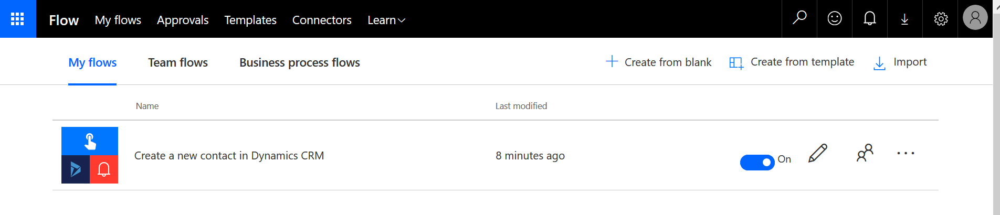 Flow My flows Approvals Templates Connectors Learn
My flows Team flows Business process flows Create from blank Create from template Import
Name Last modified
Create a new contact in Dynamics CRM 8 minutes ago On